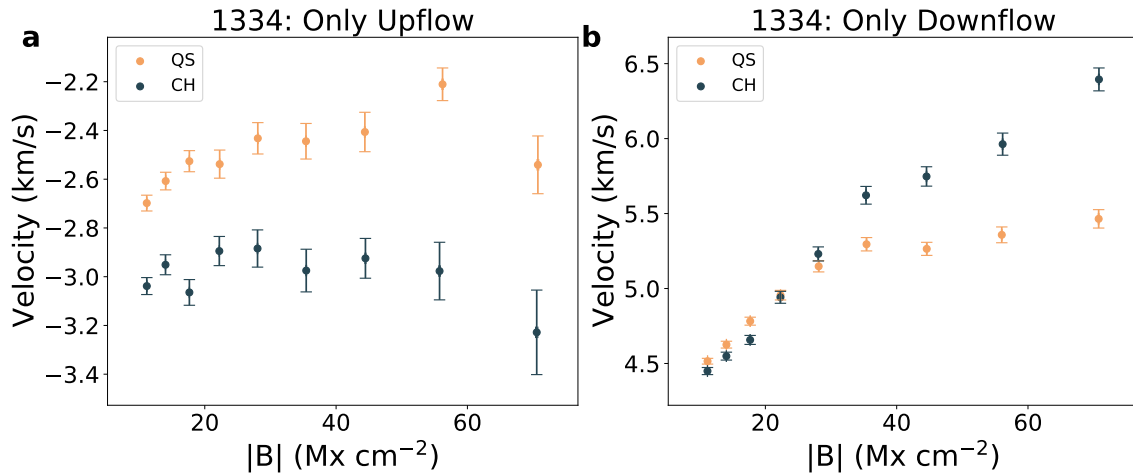 a
1334: Only Upflow
QS
CH
Velocity (km/s)
−2.2
−2.4
−2.6
−2.8
−3.0
−3.2
−3.4
20
40
60
|B| (Mx cm⁻²)
b
1334: Only Downflow
QS
CH
Velocity (km/s)
6.5
6.0
5.5
5.0
4.5
20
40
60
|B| (Mx cm⁻²)